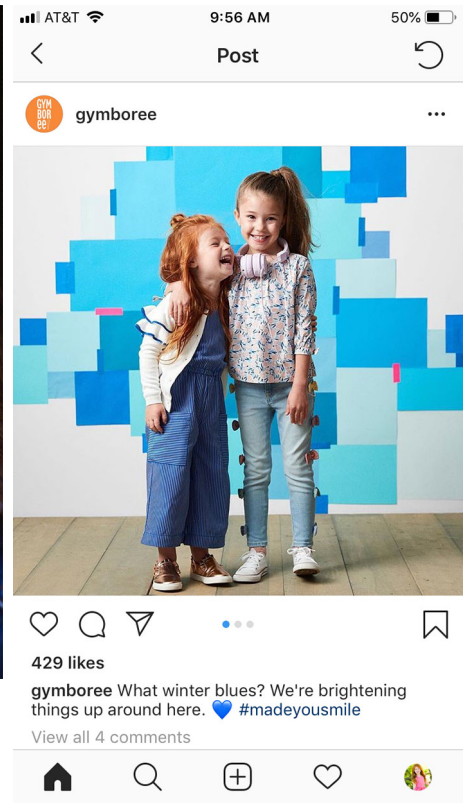 AT&T 9:56 AM 50%
Post
GYM
BOR
ee
gymboree
429 likes
gymboree What winter blues? We're brightening
things up around here. 💙 #madeyousmile
View all 4 comments